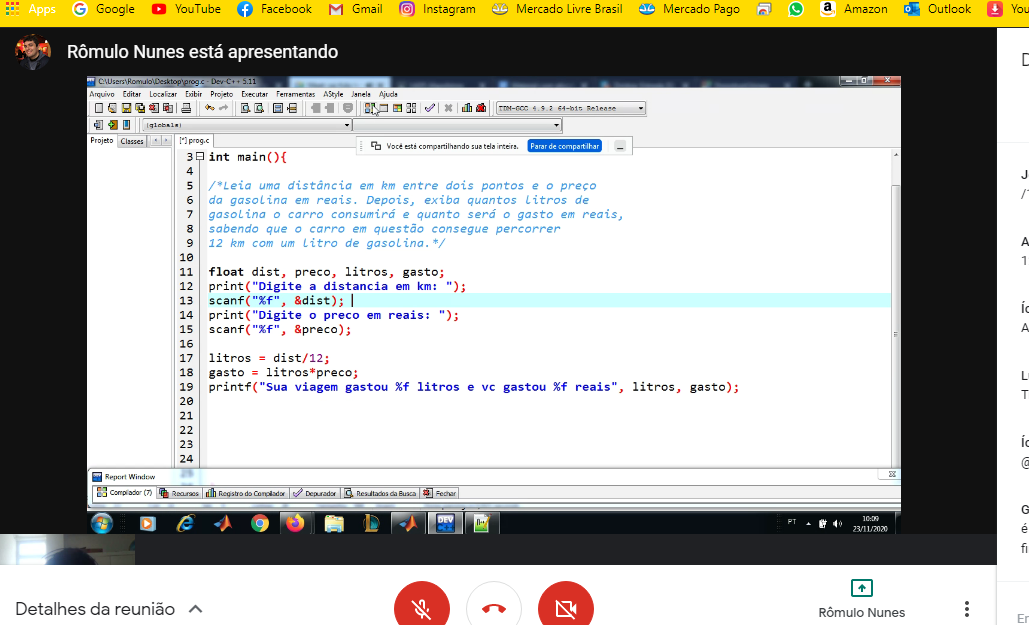 Apps Google YouTube Facebook Gmail Instagram Mercado Livre Brasil Mercado Pago Amazon Outlook You
Rômulo Nunes está apresentando
C:\Users\Romulo\Desktop\prog.c - Dev-C++ 5.11
Arquivo Editar Localizar Exibir Projeto Executar Ferramentas AStyle Janela Ajuda
TDM-GCC 4.9.2 64-bit Release
(globals)
Projeto Classes [*] prog.c
Você está compartilhando sua tela inteira. Parar de compartilhar
3 int main(){
4
5 /*Leia uma distância em km entre dois pontos e o preço
6 da gasolina em reais. Depois, exiba quantos litros de
7 gasolina o carro consumirá e quanto será o gasto em reais,
8 sabendo que o carro em questão consegue percorrer
9 12 km com um litro de gasolina.*/
10
11 float dist, preco, litros, gasto;
12 print("Digite a distancia em km: ");
13 scanf("%f", &dist);
14 print("Digite o preco em reais: ");
15 scanf("%f", &preco);
16
17 litros = dist/12;
18 gasto = litros*preco;
19 printf("Sua viagem gastou %f litros e vc gastou %f reais", litros, gasto);
20
21
22
23
24
25
Report Window
Compilador (7) Recursos Registro do Compilador Depurador Resultados da Busca Fechar
DEV
PT 10:09
23/11/2020
Detalhes da reunião
Rômulo Nunes